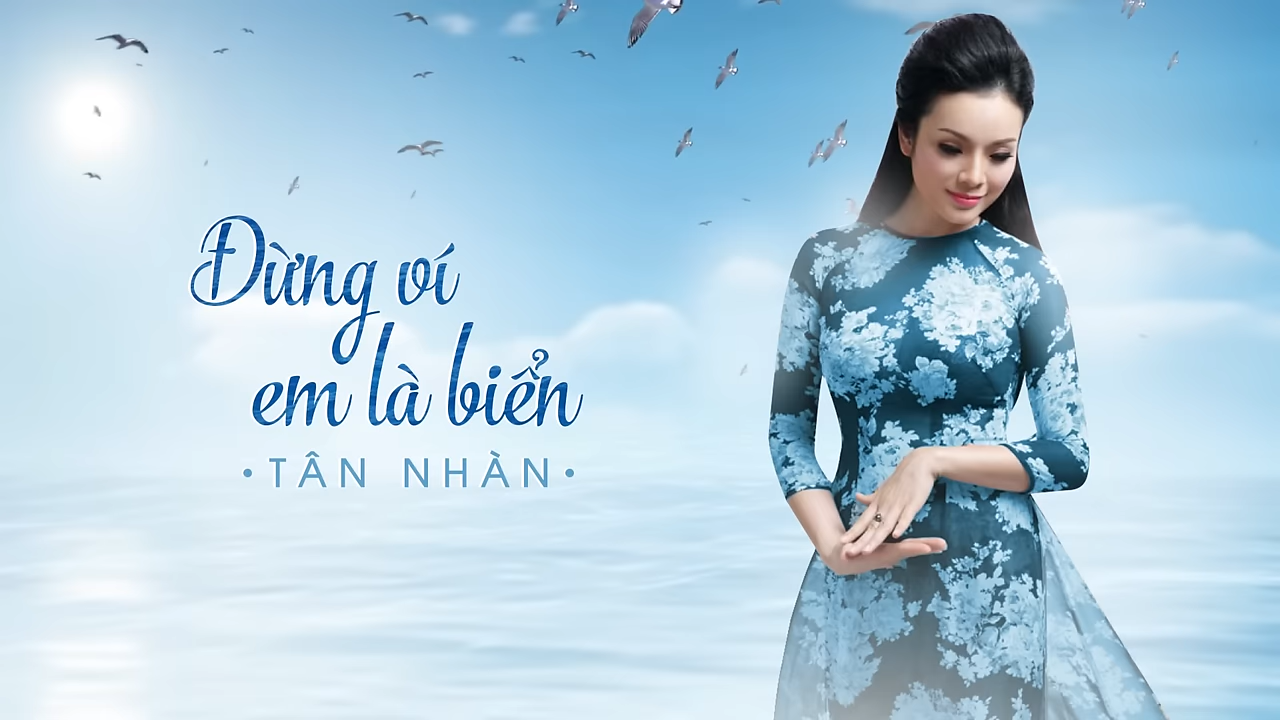 Đừng ví
em là biển
• TÂN NHÀN •